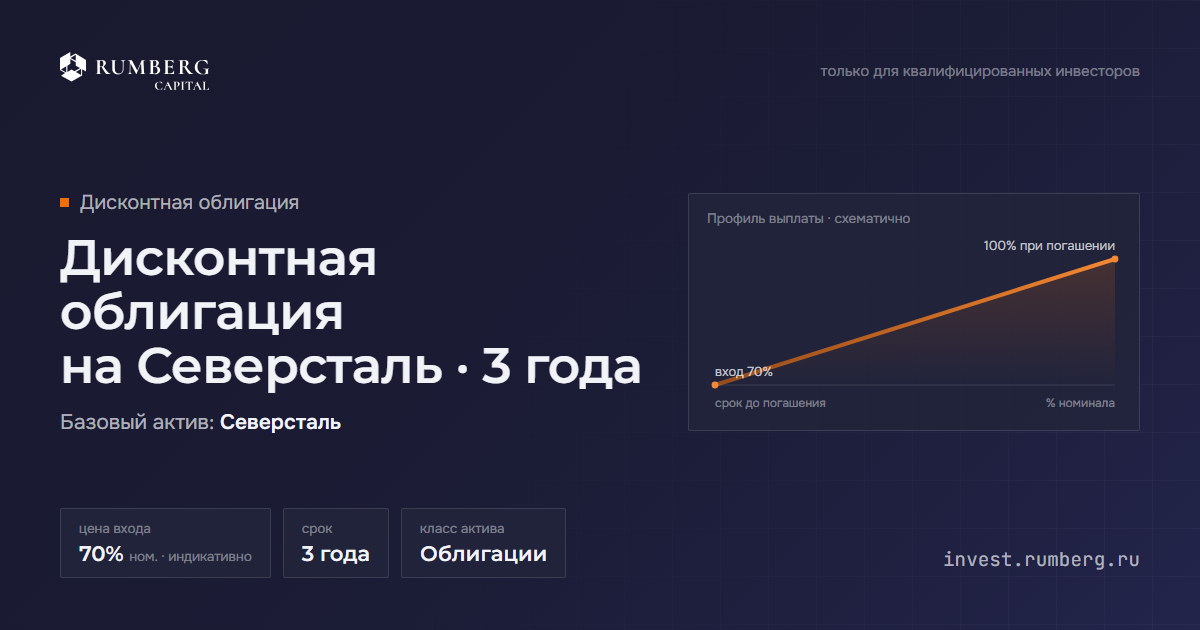 RUMBERG
CAPITAL
только для квалифицированных инвесторов
Дисконтная облигация
Дисконтная
облигация
на Северсталь · 3 года
Базовый актив: Северсталь
Профиль выплаты · схематично
100% при погашении
вход 70%
срок до погашения
% номинала
цена входа
70% ном. · индикативно
срок
3 года
класс актива
Облигации
invest.rumberg.ru